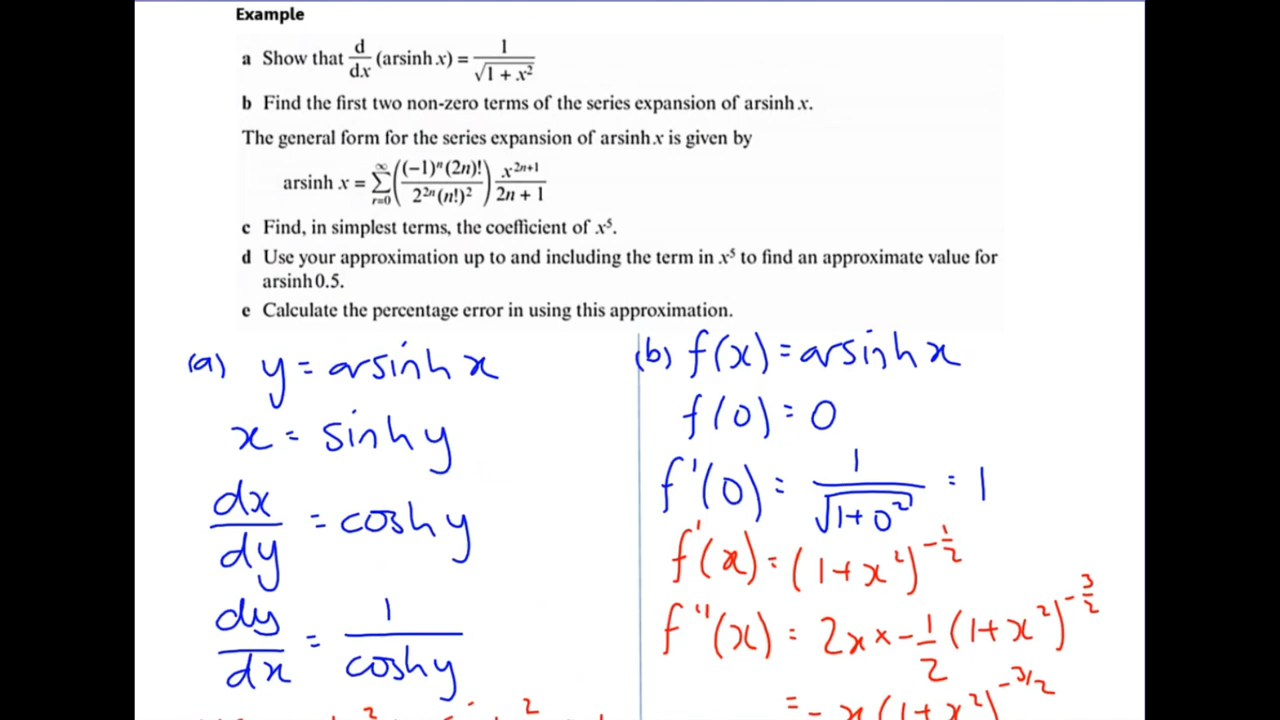 Example
a Show that d/dx (arsinh x) = 1/√(1 + x²)
b Find the first two non-zero terms of the series expansion of arsinh x.
The general form for the series expansion of arsinh x is given by
arsinh x = ∑_{r=0}^{∞} ((-1)ⁿ(2n)! / 2²ⁿ(n!)²) x²ⁿ⁺¹ / 2n + 1
c Find, in simplest terms, the coefficient of x⁵.
d Use your approximation up to and including the term in x⁵ to find an approximate value for
arsinh 0.5.
e Calculate the percentage error in using this approximation.
(a) y = arsinh x
x = sinh y
dx/dy = cosh y
dy/dx = 1/cosh y
(b) f(x) = arsinh x
f(0) = 0
f'(0) = 1/√(1+0²) = 1
f'(x) = (1+x²)^(-1/2)
f''(x) = 2x × -1/2 (1+x²)^(-3/2)
= -x(1+x²)^(-3/2)